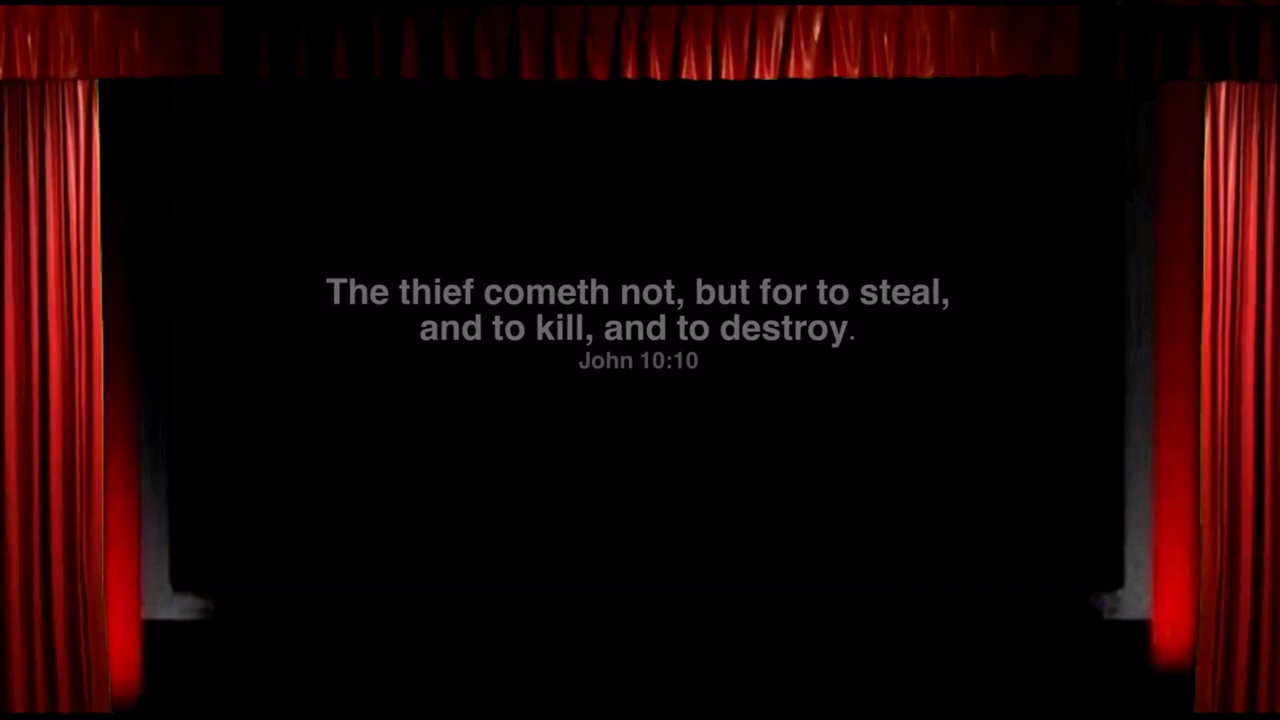 The thief cometh not, but for to steal,
and to kill, and to destroy.
John 10:10